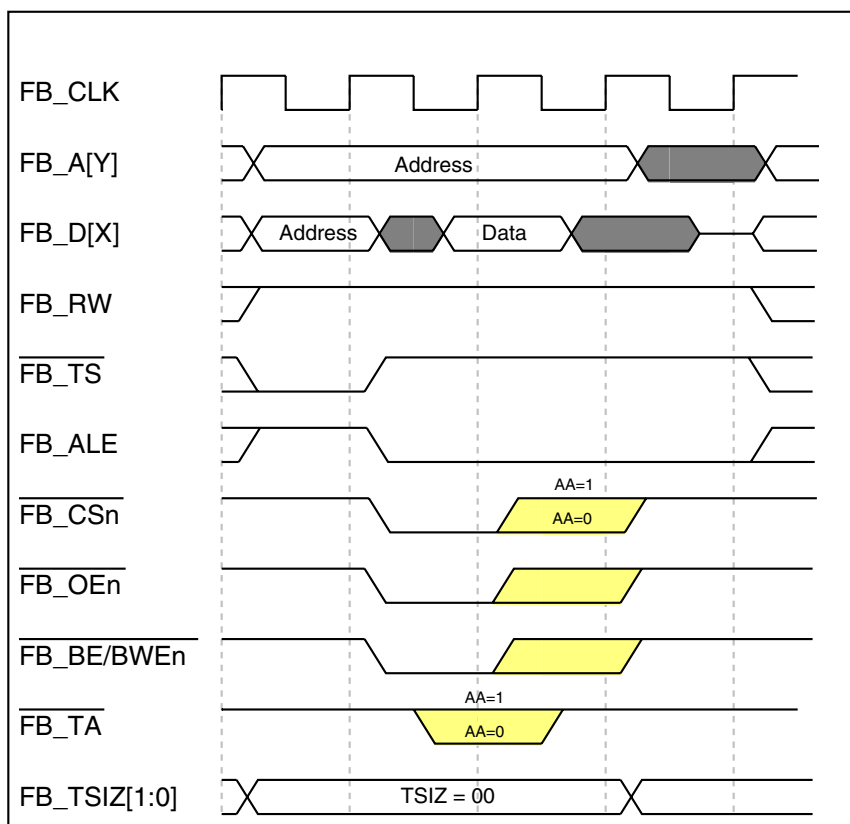 FB_CLK
FB_A[Y]
Address
FB_D[X]
Address
Data
FB_RW
FB_TS
FB_ALE
AA=1
FB_CSn
AA=0
FB_OEn
FB_BE/BWEn
AA=1
FB_TA
AA=0
FB_TSIZ[1:0]
TSIZ = 00